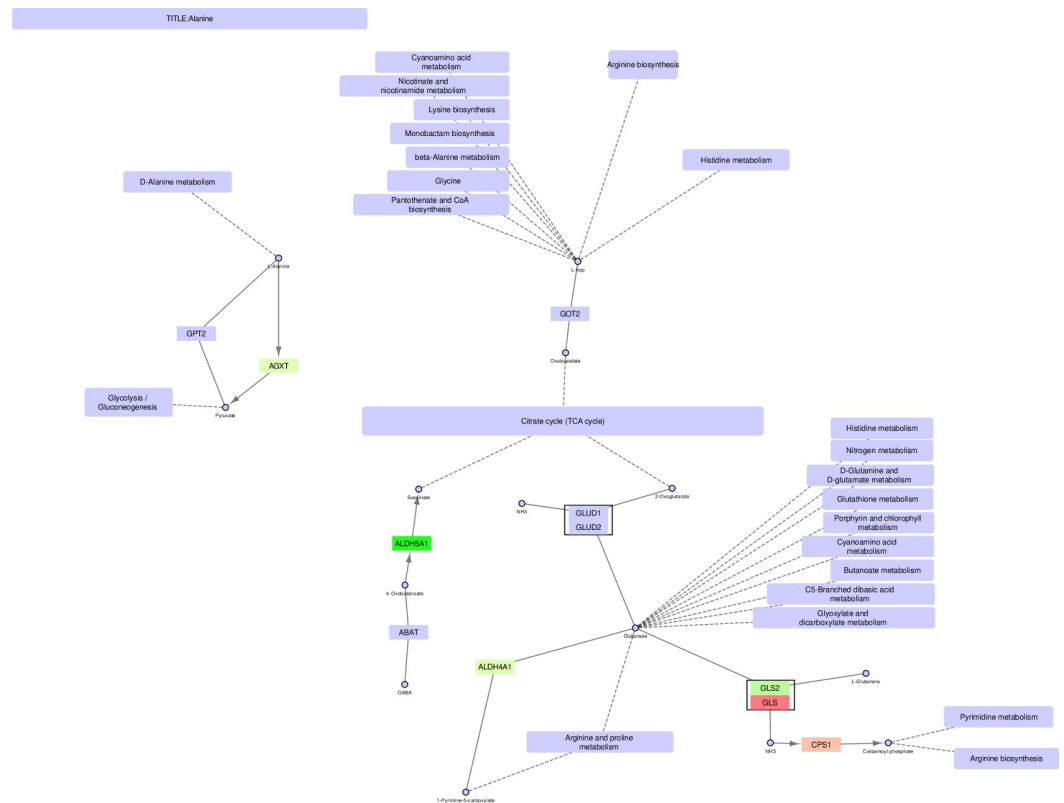 TITLE:Alanine
Cyanoamino acid
metabolism
Nicotinate and
nicotinamide metabolism
Lysine biosynthesis
Monobactam biosynthesis
beta-Alanine metabolism
Glycine
Pantothenate and CoA
biosynthesis
Arginine biosynthesis
Histidine metabolism
D-Alanine metabolism
L-Alanine
L-Asp
GPT2
GOT2
AGXT
Oxaloacetate
Glycolysis /
Gluconeogenesis
Pyruvate
Citrate cycle (TCA cycle)
Histidine metabolism
Nitrogen metabolism
D-Glutamine and
D-glutamate metabolism
Glutathione metabolism
Porphyrin and chlorophyll
metabolism
Cyanoamino acid
metabolism
Butanoate metabolism
C5-Branched dibasic acid
metabolism
Glyoxylate and
dicarboxylate metabolism
Succinate
2-Oxoglutarate
NH3
GLUD1
GLUD2
ALDH5A1
4-Oxobutanoate
ABAT
GABA
Glutamate
ALDH4A1
GLS2
GLS
L-Glutamine
Arginine and proline
metabolism
NH3
CPS1
Carbamoyl phosphate
Pyrimidine metabolism
Arginine biosynthesis
1-Pyrroline-5-carboxylate